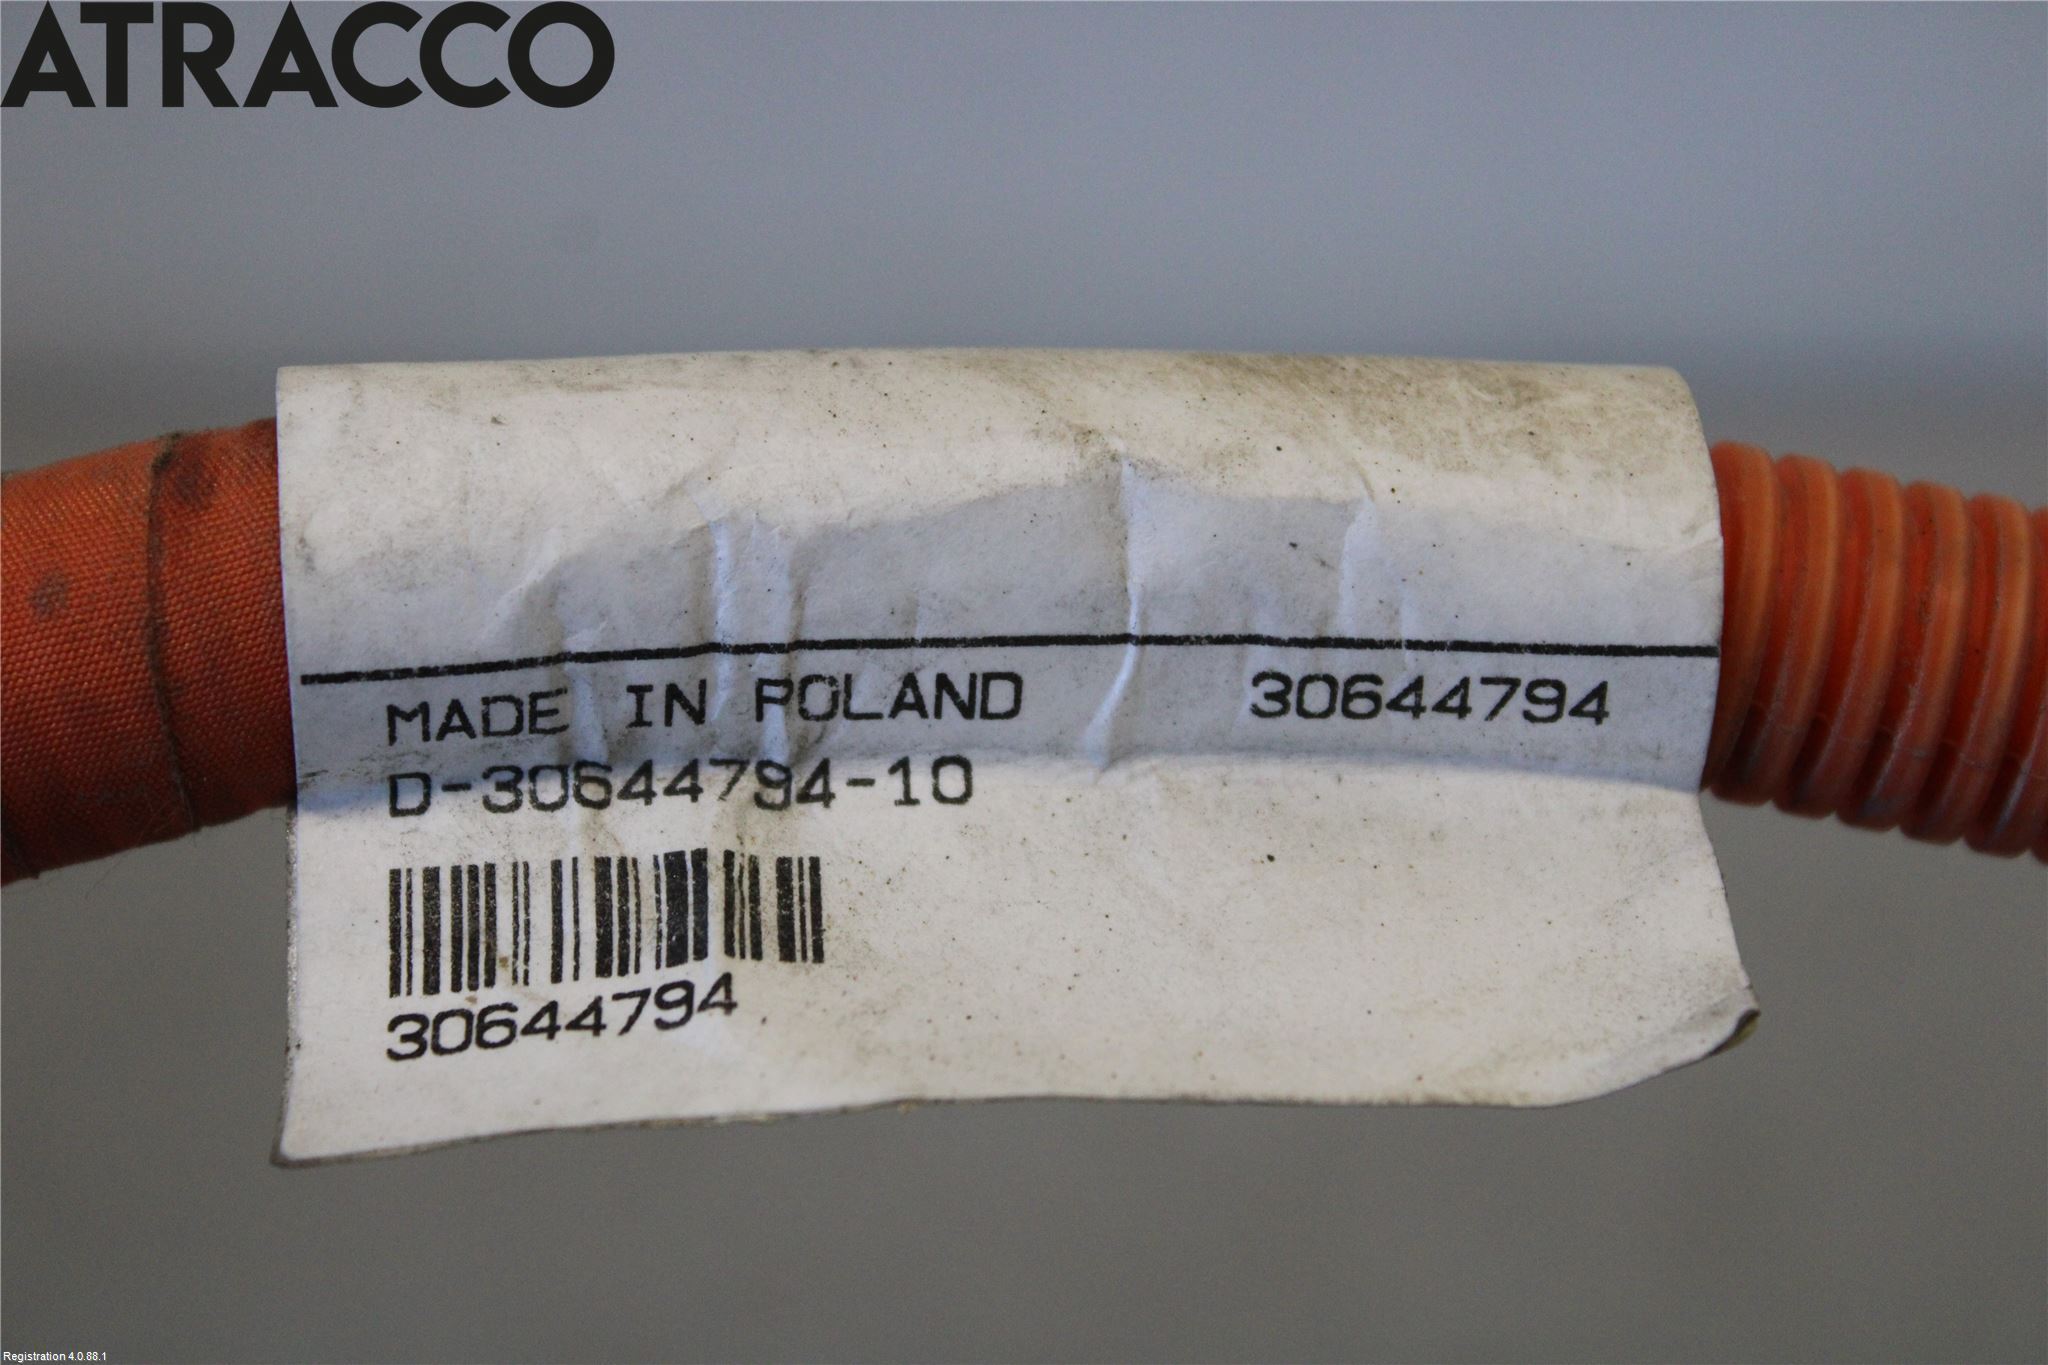 ATRACCO
MADE IN POLAND 30644794
D-30644794-10
30644794
Registration 4.0.88.1